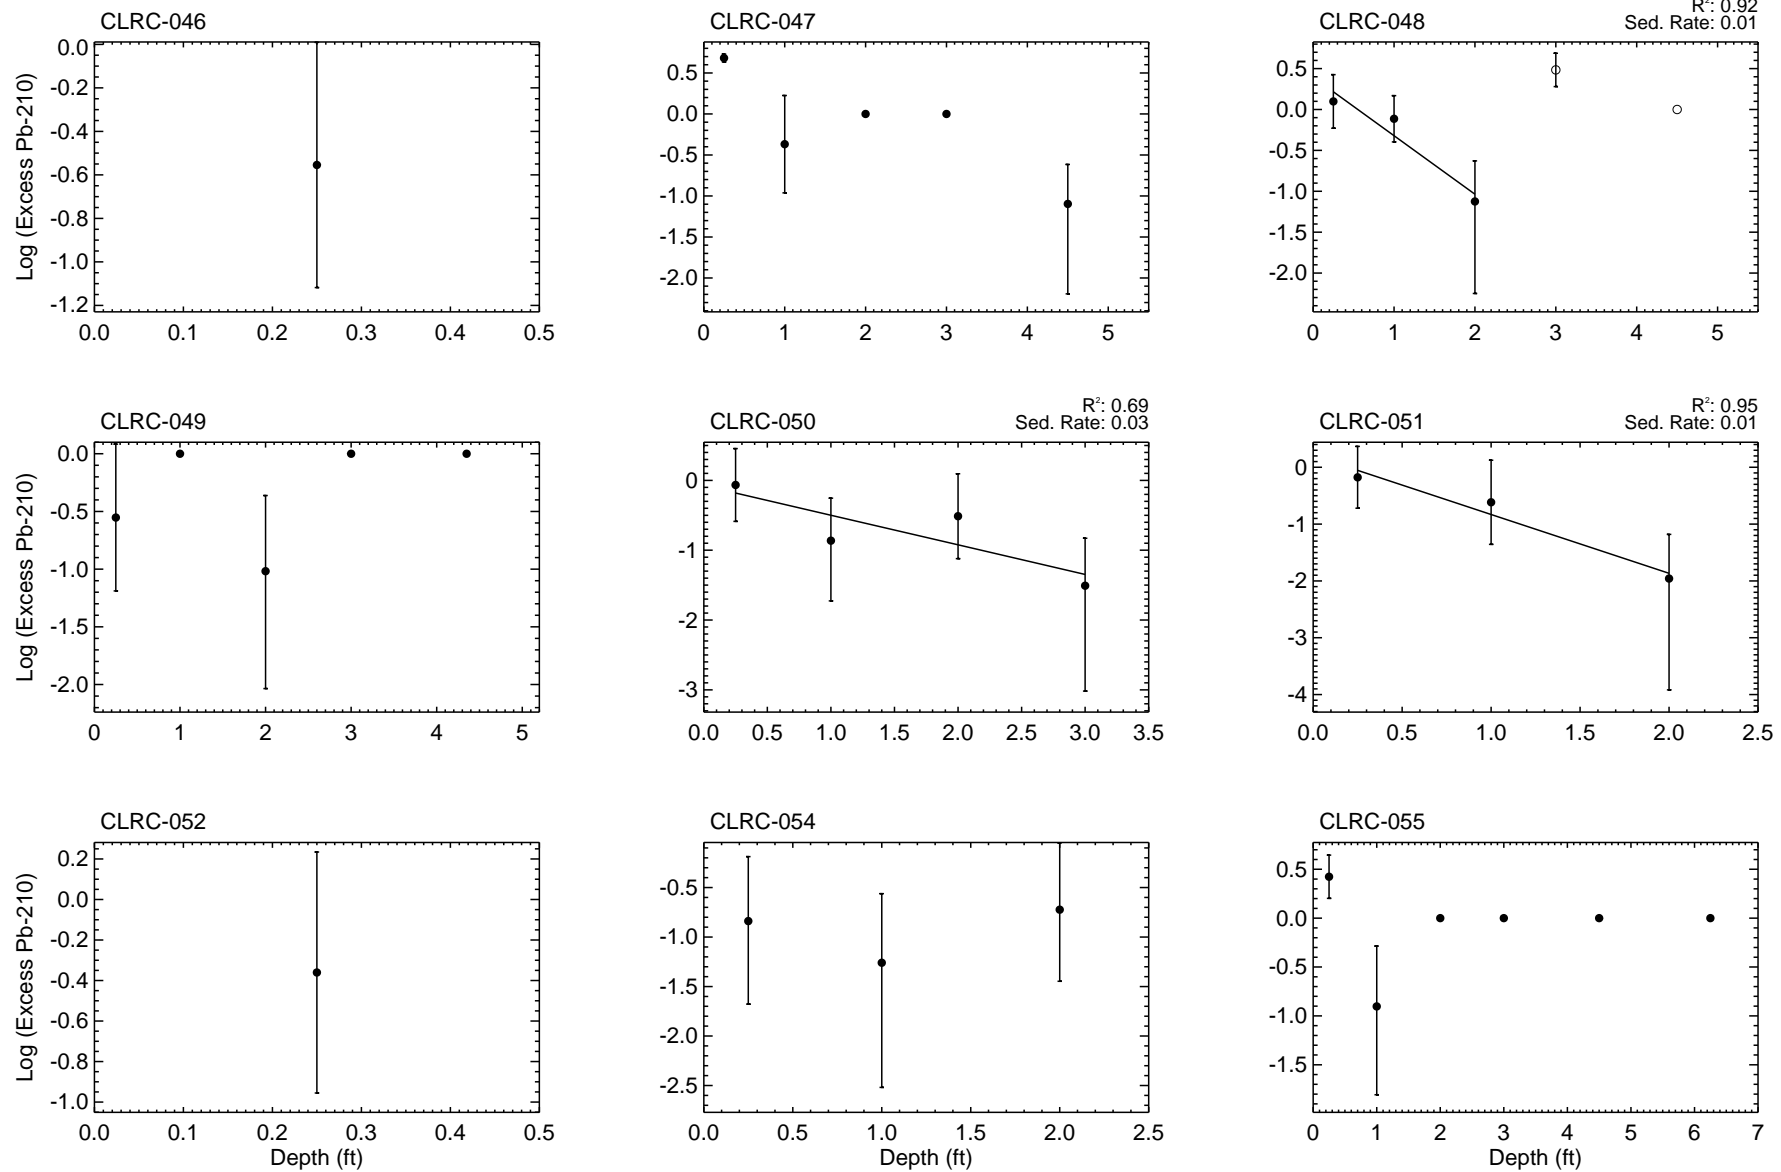 R²: 0.92
CLRC-046 CLRC-047 CLRC-048 Sed. Rate: 0.01
Log (Excess Pb-210)
0.0
-0.2
-0.4
-0.6
-0.8
-1.0
-1.2
0.0 0.1 0.2 0.3 0.4 0.5
0.5
0.0
-0.5
-1.0
-1.5
-2.0
0 1 2 3 4 5
0.5
0.0
-0.5
-1.0
-1.5
-2.0
0 1 2 3 4 5
CLRC-049
Log (Excess Pb-210)
0.0
-0.5
-1.0
-1.5
-2.0
0 1 2 3 4 5
R²: 0.69
CLRC-050 Sed. Rate: 0.03
0
-1
-2
-3
0.0 0.5 1.0 1.5 2.0 2.5 3.0 3.5
R²: 0.95
CLRC-051 Sed. Rate: 0.01
0
-1
-2
-3
-4
0.0 0.5 1.0 1.5 2.0 2.5
CLRC-052
Log (Excess Pb-210)
0.2
0.0
-0.2
-0.4
-0.6
-0.8
-1.0
0.0 0.1 0.2 0.3 0.4 0.5
Depth (ft)
CLRC-054
-0.5
-1.0
-1.5
-2.0
-2.5
0.0 0.5 1.0 1.5 2.0 2.5
Depth (ft)
CLRC-055
0.5
0.0
-0.5
-1.0
-1.5
0 1 2 3 4 5 6 7
Depth (ft)